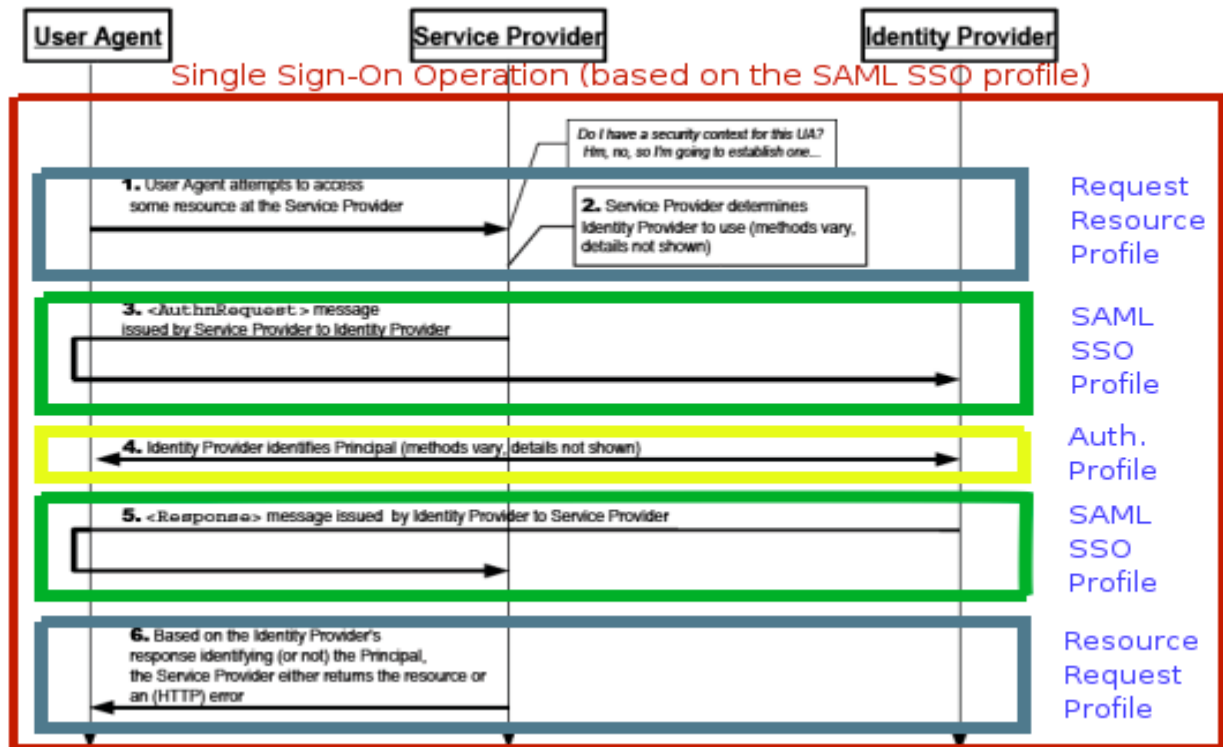 User Agent
Service Provider
Identity Provider
Single Sign-On Operation (based on the SAML SSO profile)
Do I have a security context for this UA?
Hm, no, so I'm going to establish one...
1. User Agent attempts to access
some resource at the Service Provider
2. Service Provider determines
Identity Provider to use (methods vary,
details not shown)
Request
Resource
Profile
3. <AuthnRequest> message
issued by Service Provider to Identity Provider
SAML
SSO
Profile
4. Identity Provider identifies Principal (methods vary, details not shown)
Auth.
Profile
5. <Response> message issued by Identity Provider to Service Provider
SAML
SSO
Profile
6. Based on the Identity Provider's
response identifying (or not) the Principal,
the Service Provider either returns the resource or
an (HTTP) error
Resource
Request
Profile